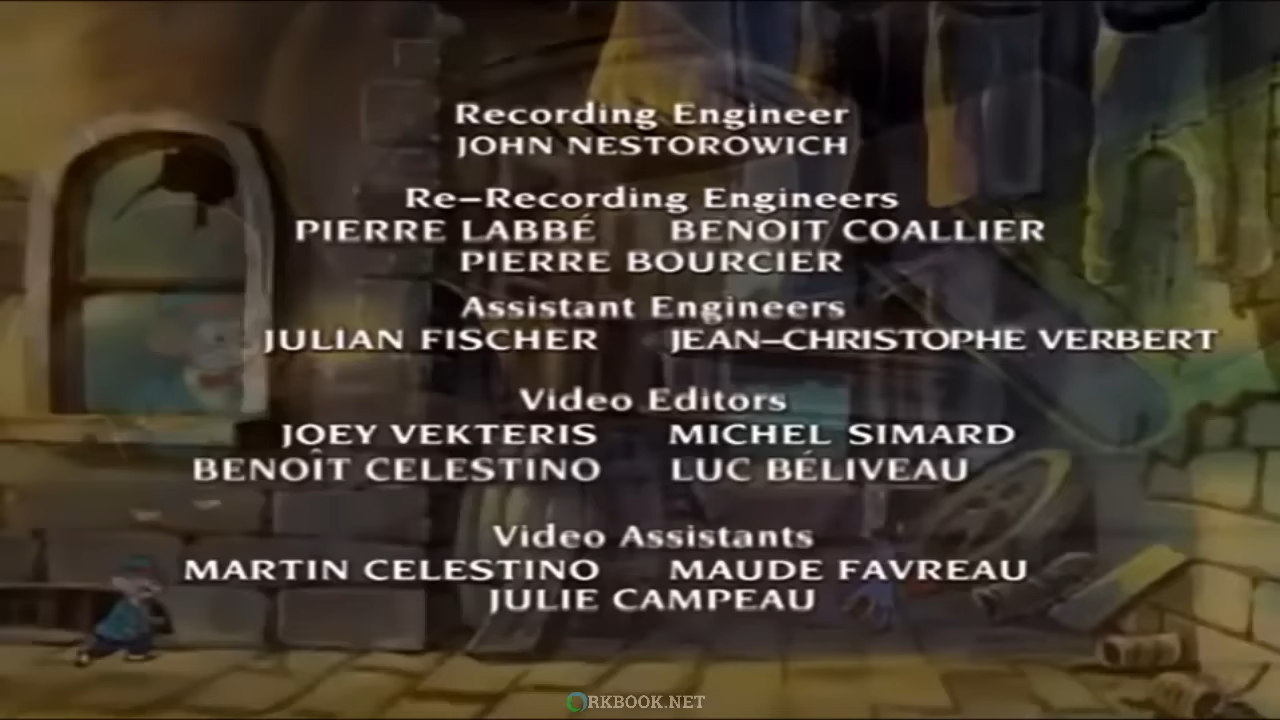 Recording Engineer
JOHN NESTOROWICH
Re–Recording Engineers
PIERRE LABBÉ BENOIT COALLIER
PIERRE BOURCIER
Assistant Engineers
JULIAN FISCHER JEAN–CHRISTOPHE VERBERT
Video Editors
JOEY VEKTERIS MICHEL SIMARD
BENOÎT CELESTINO LUC BÉLIVEAU
Video Assistants
MARTIN CELESTINO MAUDE FAVREAU
JULIE CAMPEAU
ORKBOOK.NET